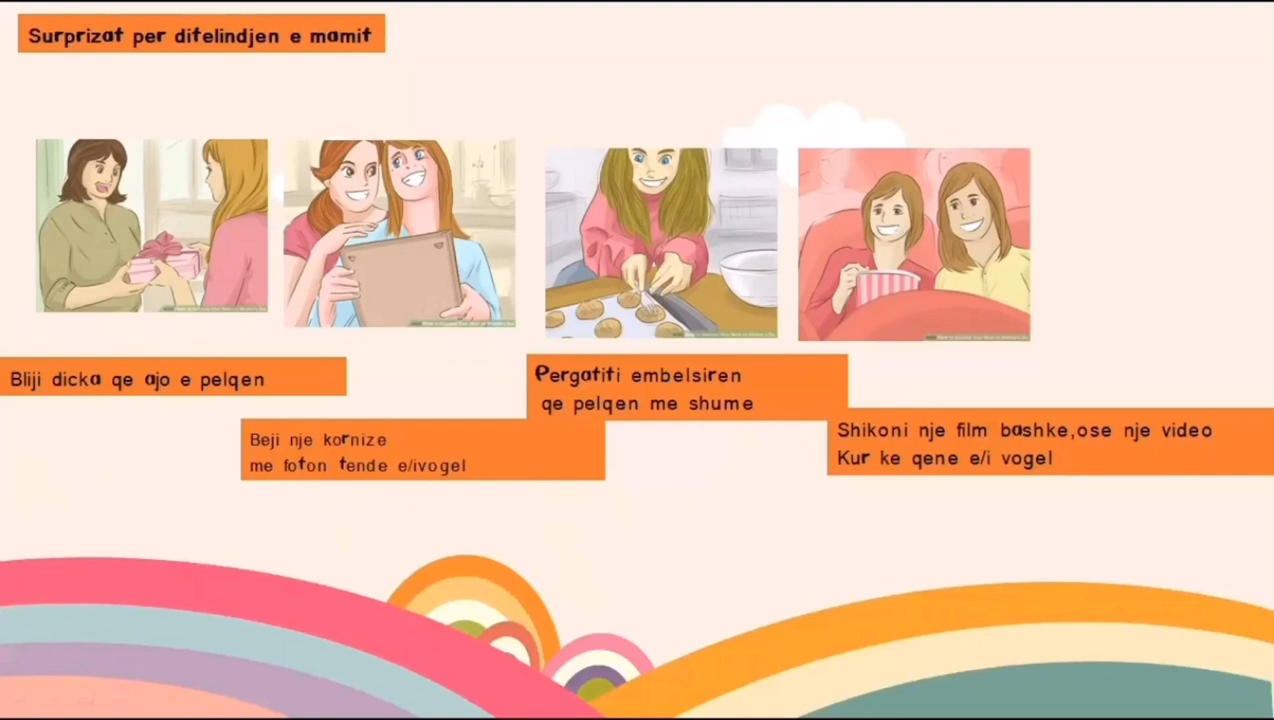 Surprizat per ditelindjen e mamit
Bliji dicka qe ajo e pelqen
Beji nje kornize
me foton tende e/ivogel
Pergatiti embelsiren
qe pelqen me shume
Shikoni nje film bashke,ose nje video
Kur ke qene e/i vogel